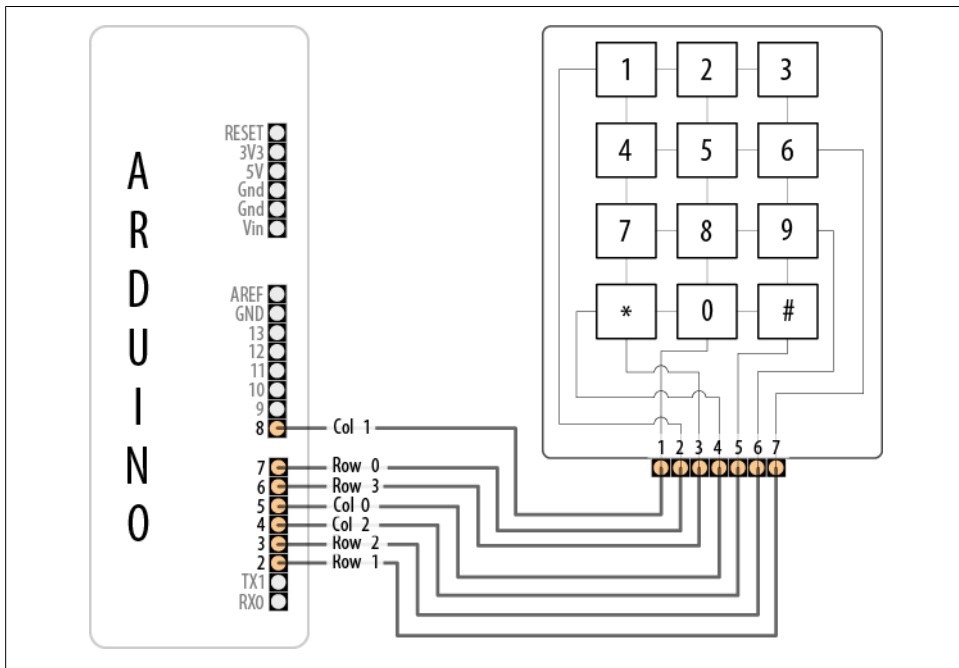 ARDUINO
RESET
3V3
5V
Gnd
Gnd
Vin
AREF
GND
13
12
11
10
9
8 Col 1
7 Row 0
6 Row 3
5 Col 0
4 Col 2
3 Row 2
2 Row 1
TX1
RX0
1 2 3
4 5 6
7 8 9
* 0 #
1 2 3 4 5 6 7